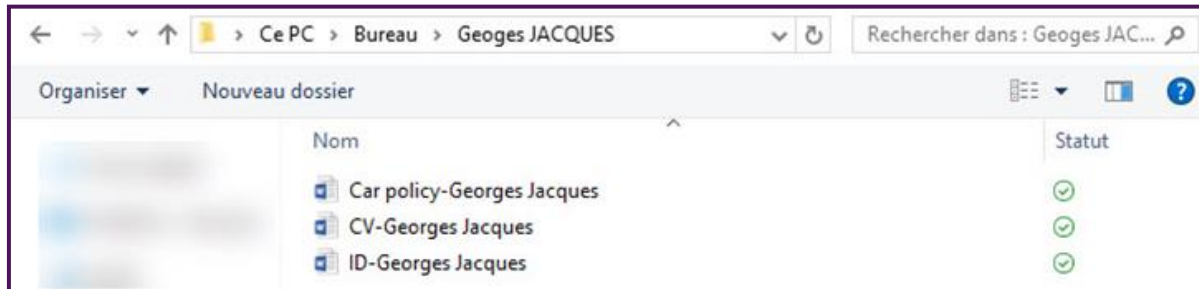 Ce PC > Bureau > Geoges JACQUES Rechercher dans : Geoges JAC...
Organiser Nouveau dossier ?
Nom Statut
Car policy-Georges Jacques
CV-Georges Jacques
ID-Georges Jacques